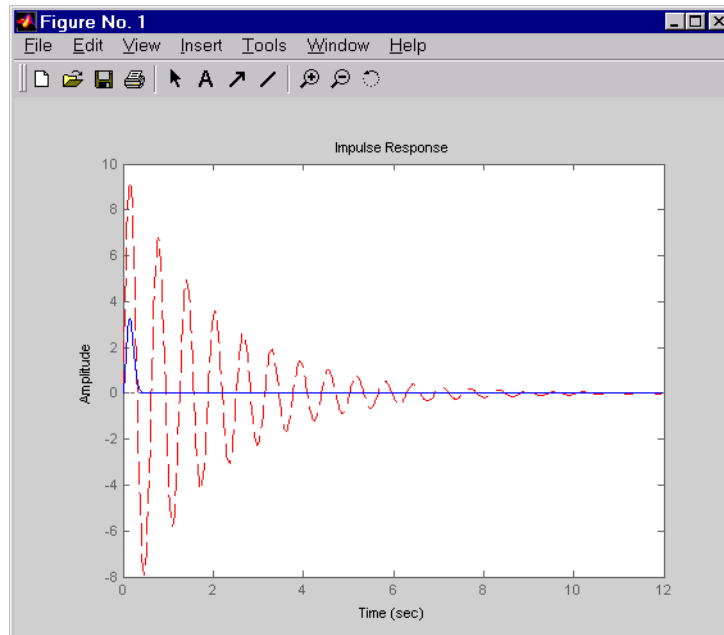 Figure No. 1
File Edit View Insert Tools Window Help
A
Impulse Response
10
8
6
4
2
0
-2
-4
-6
-8
Amplitude
0 2 4 6 8 10 12
Time (sec)